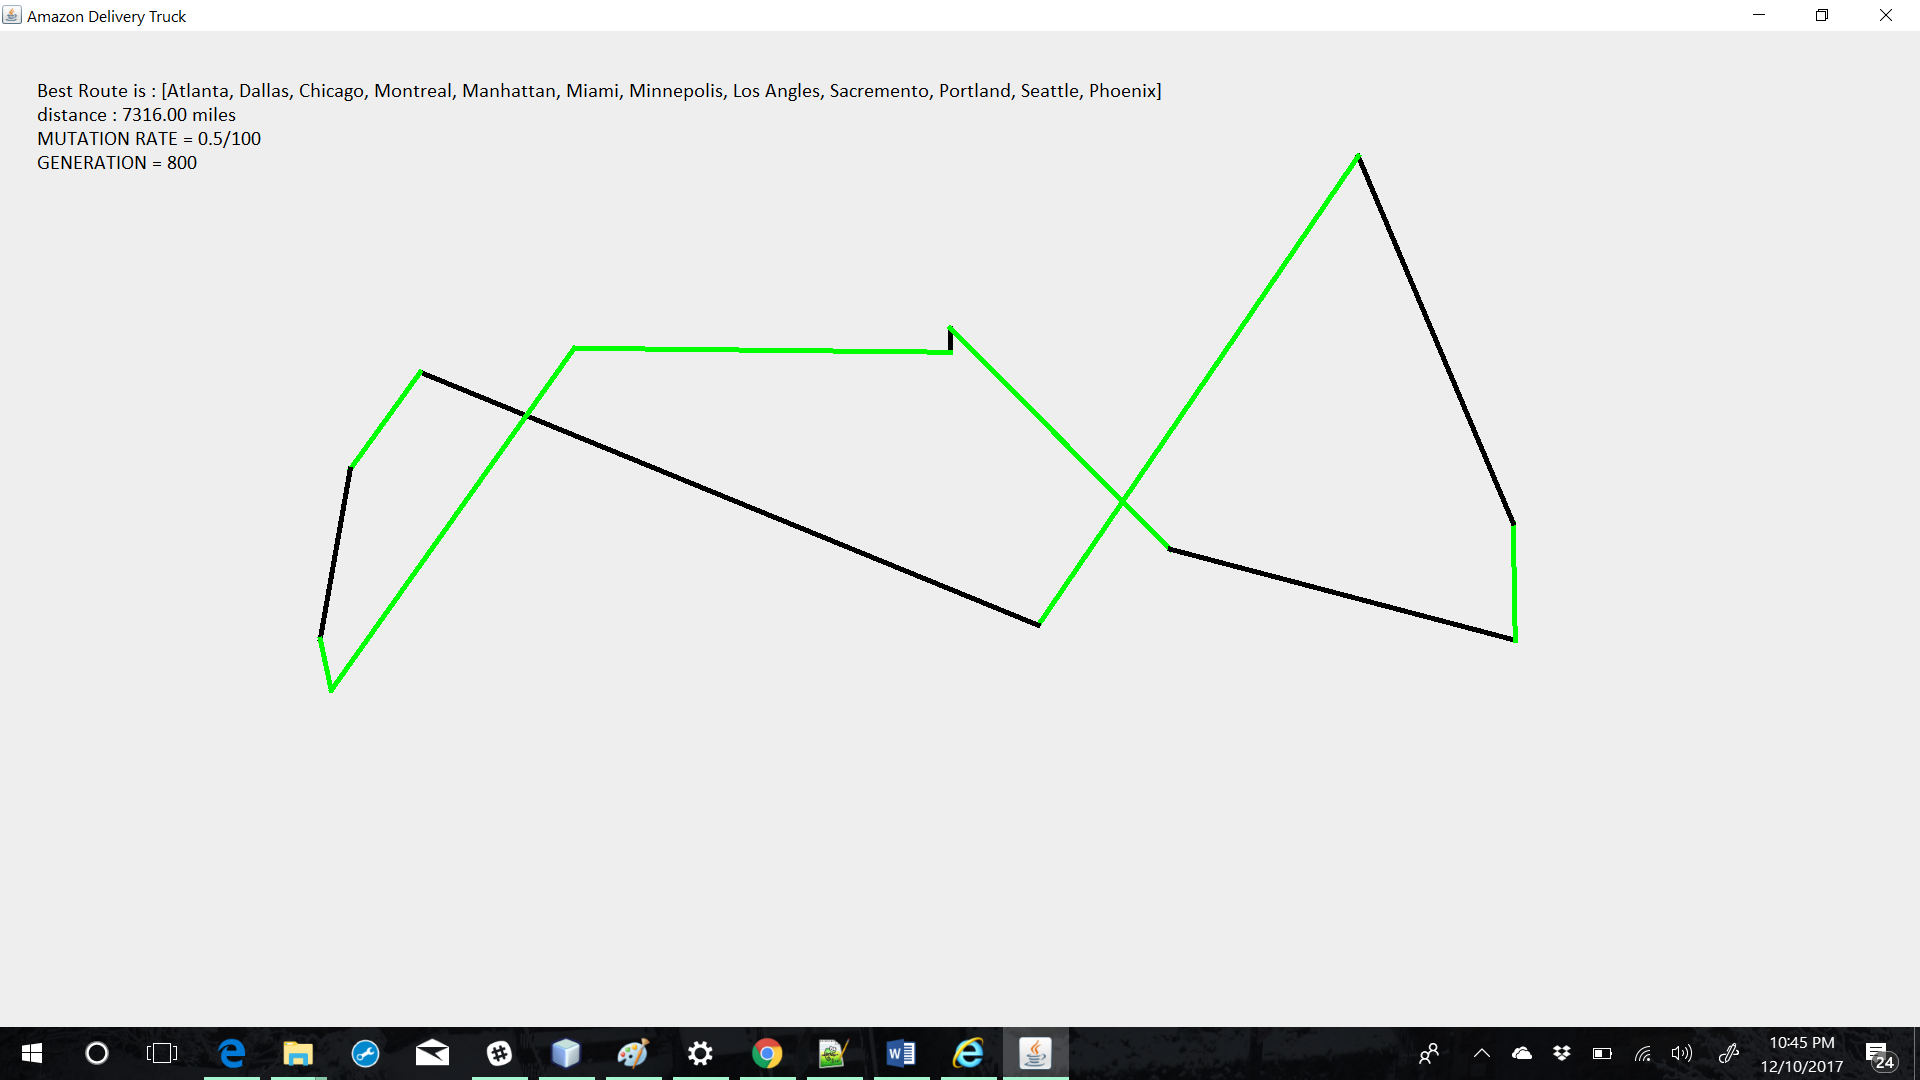 Amazon Delivery Truck
Best Route is : [Atlanta, Dallas, Chicago, Montreal, Manhattan, Miami, Minnepolis, Los Angles, Sacremento, Portland, Seattle, Phoenix]
distance : 7316.00 miles
MUTATION RATE = 0.5/100
GENERATION = 800
10:45 PM
12/10/2017
24